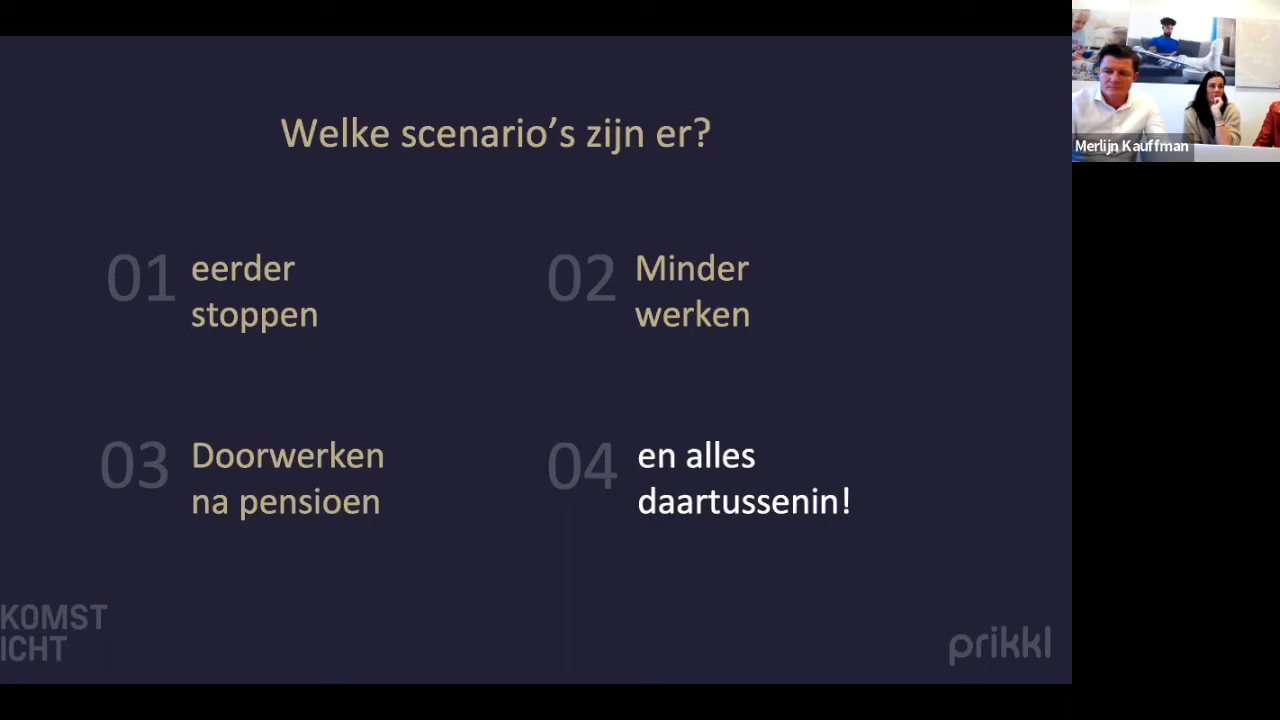 Welke scenario's zijn er?
01 eerder
stoppen
02 Minder
werken
03 Doorwerken
na pensioen
04 en alles
daartussenin!
KOMST
ICHT
prikkl
Merlijn Kauffman